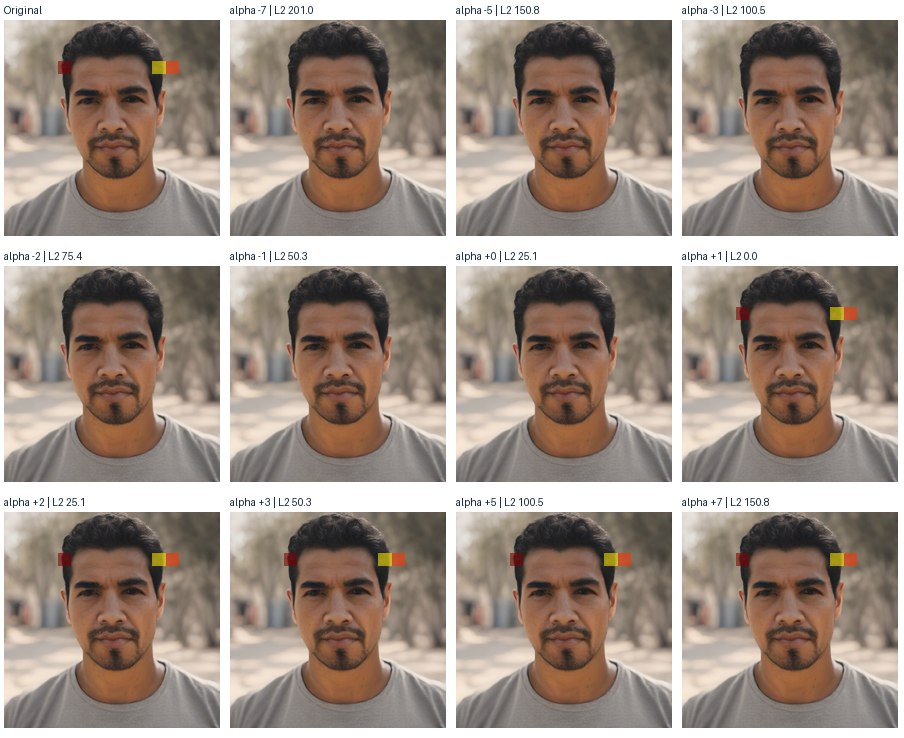 Original
alpha -7 | L2 201.0
alpha -5 | L2 150.8
alpha -3 | L2 100.5
alpha -2 | L2 75.4
alpha -1 | L2 50.3
alpha +0 | L2 25.1
alpha +1 | L2 0.0
alpha +2 | L2 25.1
alpha +3 | L2 50.3
alpha +5 | L2 100.5
alpha +7 | L2 150.8